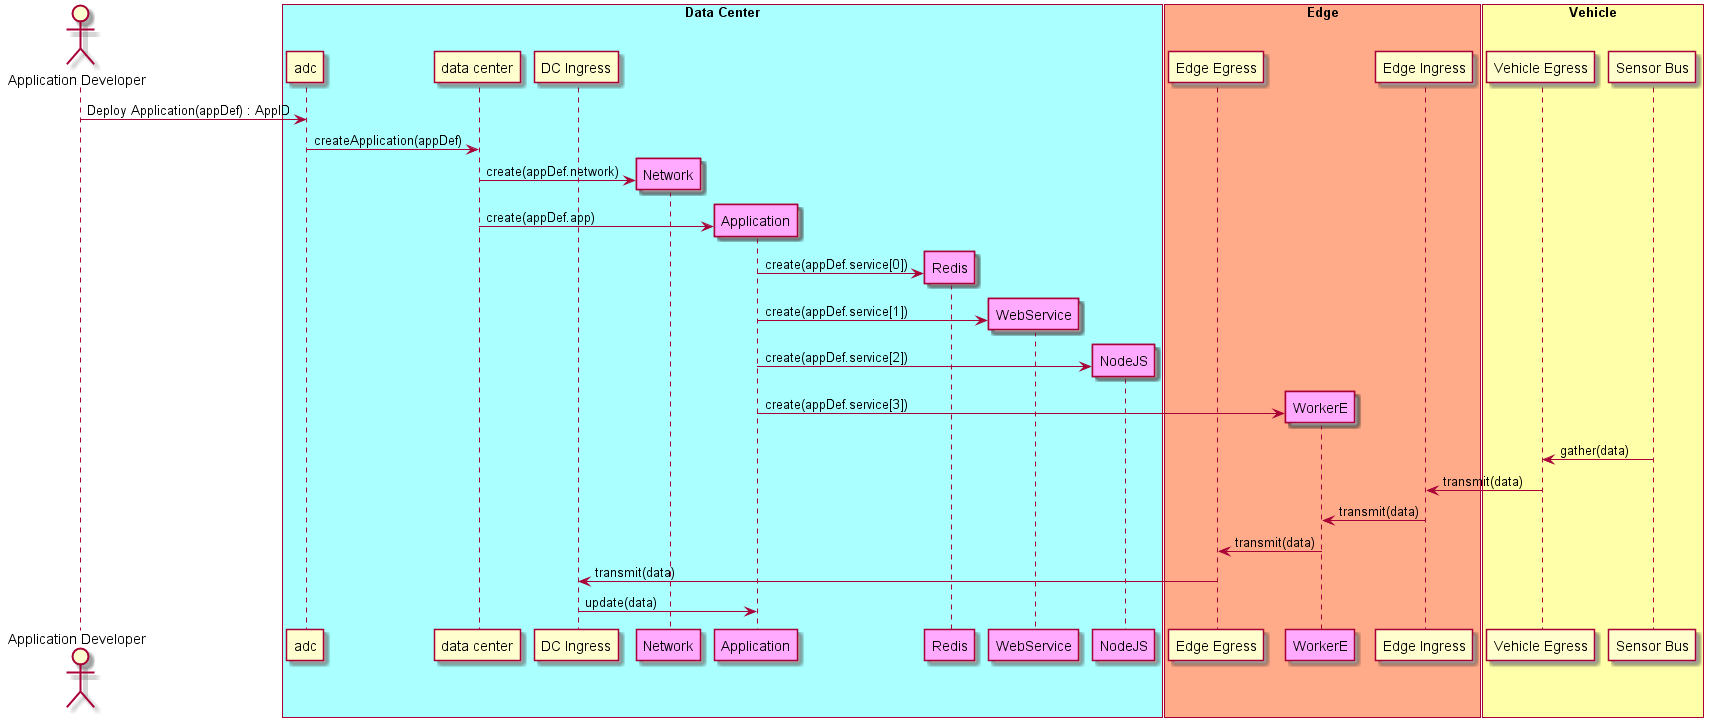 Data Center
Edge
Vehicle
Application Developer
adc
data center
DC Ingress
Edge Egress
Edge Ingress
Vehicle Egress
Sensor Bus
Deploy Application(appDef) : AppID
createApplication(appDef)
create(appDef.network)
Network
create(appDef.app)
Application
create(appDef.service[0])
Redis
create(appDef.service[1])
WebService
create(appDef.service[2])
NodeJS
create(appDef.service[3])
WorkerE
gather(data)
transmit(data)
transmit(data)
transmit(data)
transmit(data)
update(data)
Application Developer
adc
data center
DC Ingress
Network
Application
Redis
WebService
NodeJS
Edge Egress
WorkerE
Edge Ingress
Vehicle Egress
Sensor Bus